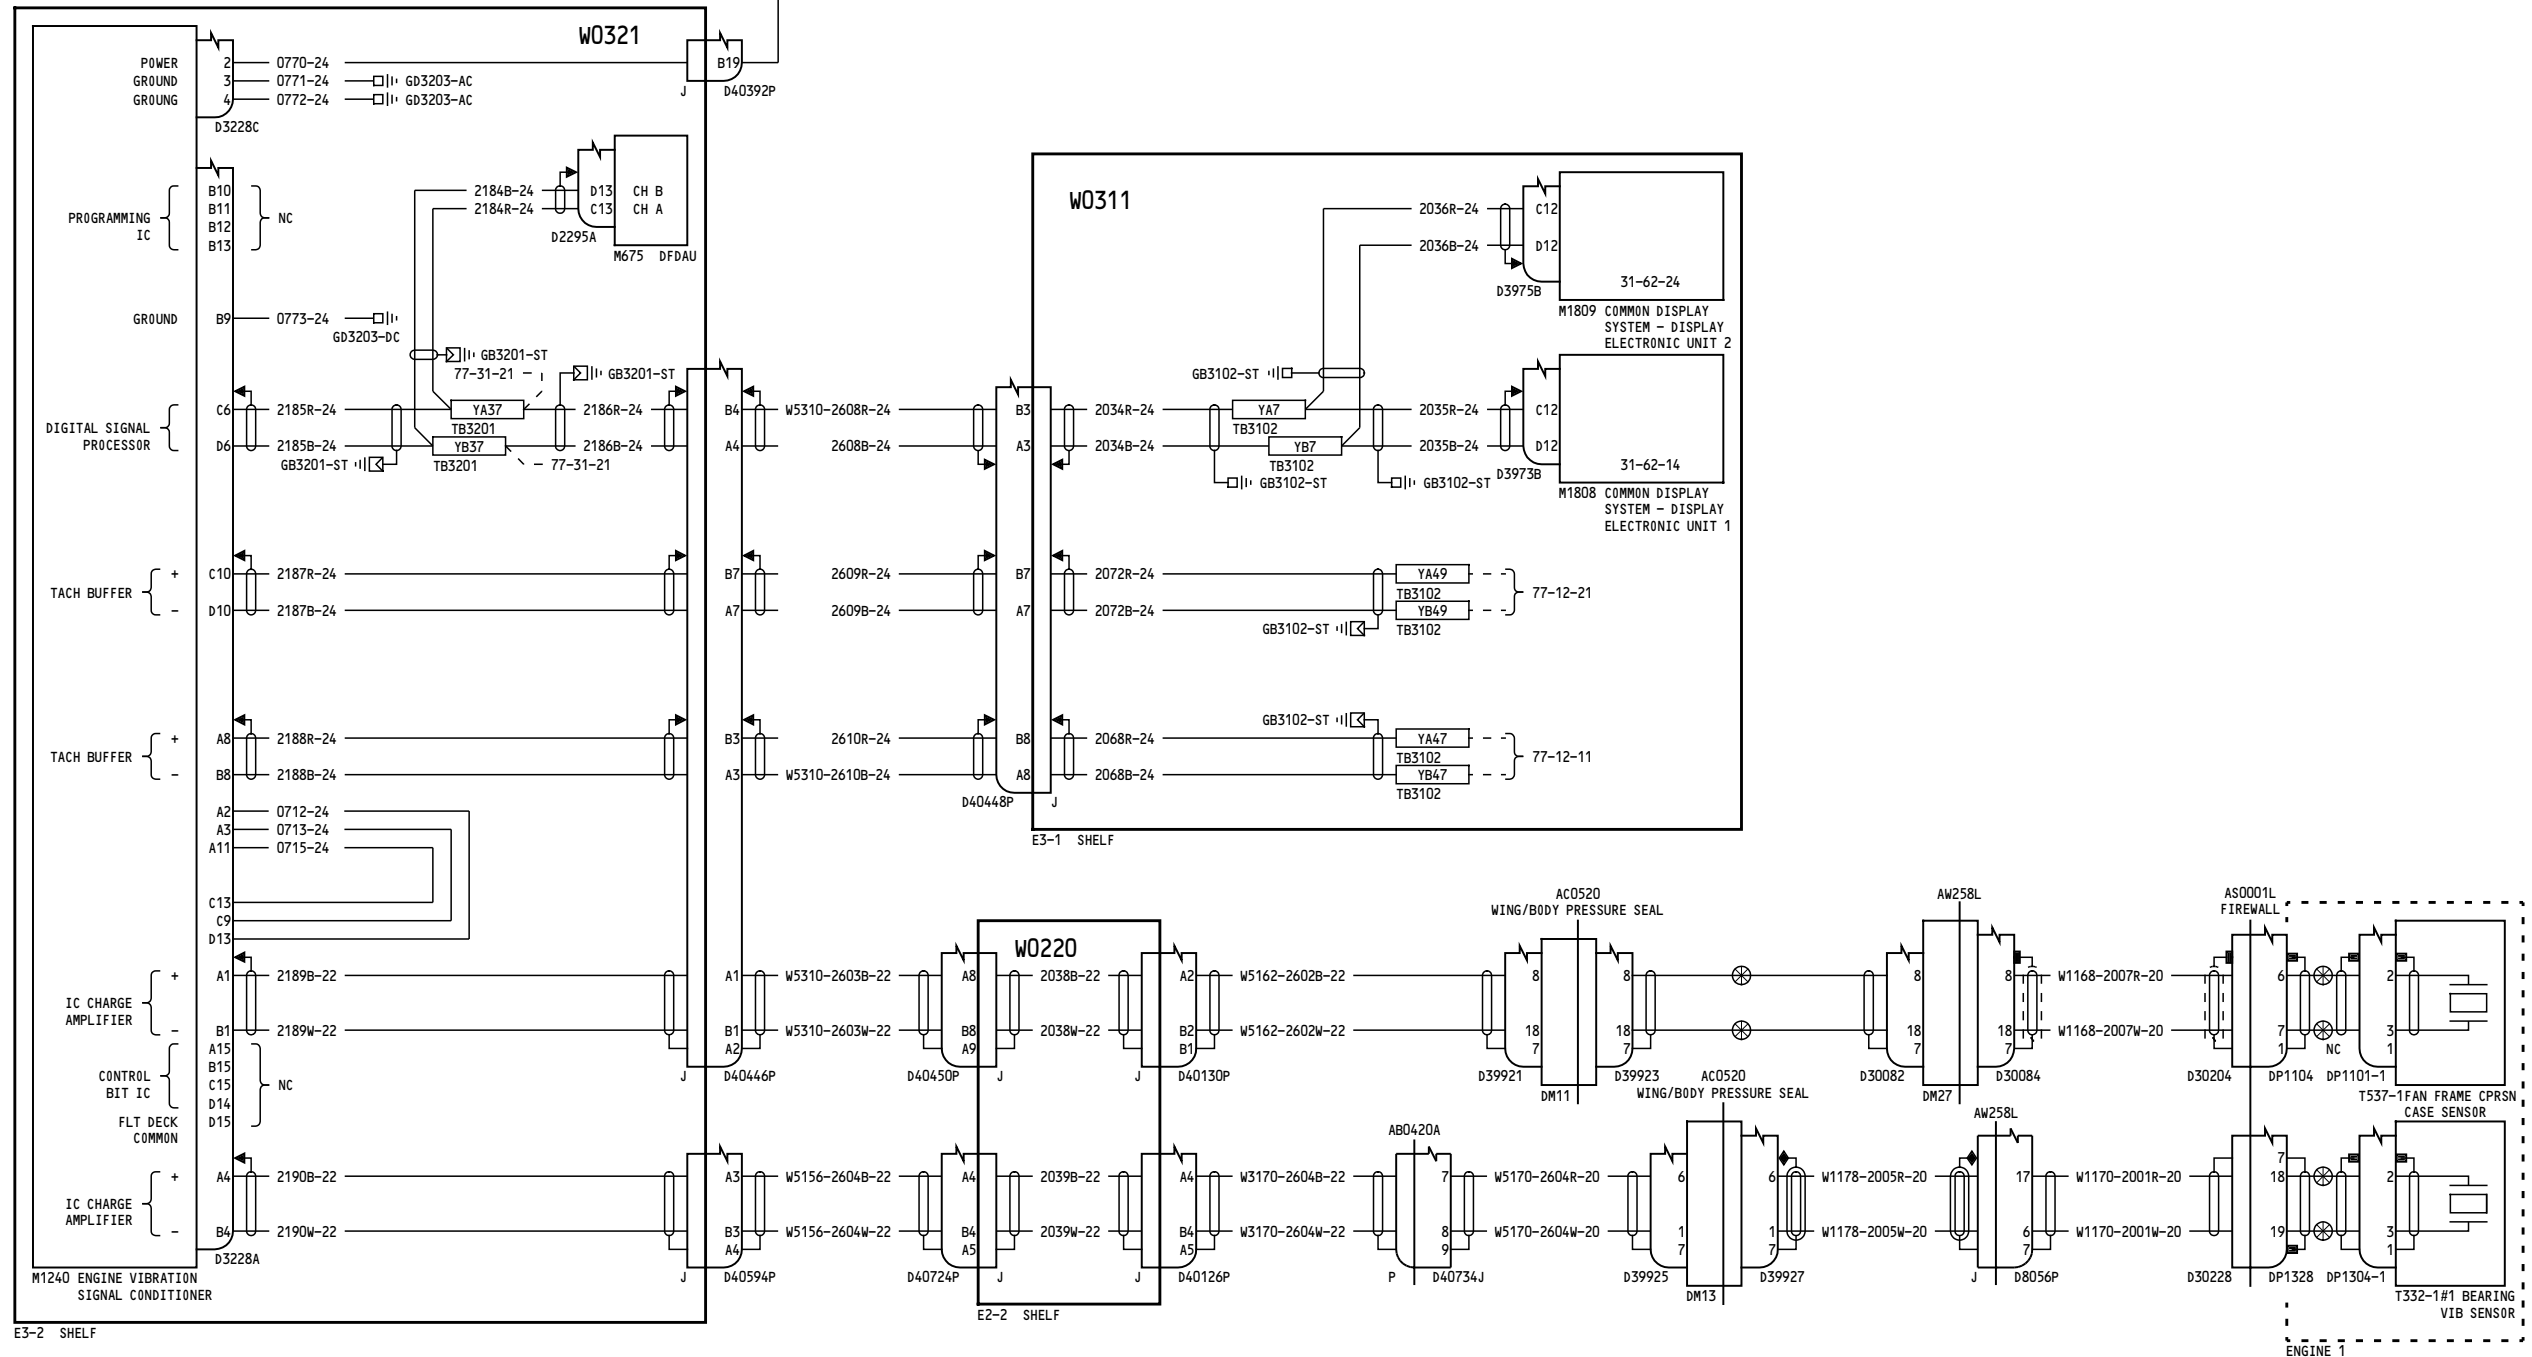 W0321
POWER 2 0770-24 B19
GROUND 3 0771-24 GD3203-AC
GROUNG 4 0772-24 GD3203-AC
J D40392P
D3228C
B10
B11
B12
B13
PROGRAMMING
IC
NC
2184B-24 D13 CH B
2184R-24 C13 CH A
D2295A
M675 DFDAU
GROUND B9 0773-24
GD3203-DC
GB3201-ST
77-31-21
GB3201-ST
C6 2185R-24 YA37 2186R-24 B4 W5310-2608R-24 B3 2034R-24 YA7 2035R-24 C12
TB3201
TB3102
DIGITAL SIGNAL
PROCESSOR
D6 2185B-24 YB37 2186B-24 A4 2608B-24 A3 2034B-24 YB7 2035B-24 D12
GB3201-ST TB3201 77-31-21
TB3102
GB3102-ST
GB3102-ST
GB3102-ST
W0311
2036R-24 C12
2036B-24 D12
31-62-24
D3975B
M1809 COMMON DISPLAY
SYSTEM - DISPLAY
ELECTRONIC UNIT 2
31-62-14
D3973B
M1808 COMMON DISPLAY
SYSTEM - DISPLAY
ELECTRONIC UNIT 1
+ C10 2187R-24 B7 2609R-24 B7 2072R-24 YA49
TB3102
TACH BUFFER
77-12-21
- D10 2187B-24 A7 2609B-24 A7 2072B-24 YB49
GB3102-ST TB3102
GB3102-ST
+ A8 2188R-24 B3 2610R-24 B8 2068R-24 YA47
TB3102
TACH BUFFER
77-12-11
- B8 2188B-24 A3 W5310-2610B-24 A8 2068B-24 YB47
TB3102
D40448P J
E3-1 SHELF
A2 0712-24
A3 0713-24
A11 0715-24
C13
C9
D13
W0220
AC0520
WING/BODY PRESSURE SEAL
AW258L
AS0001L
FIREWALL
+ A1 2189B-22 A1 W5310-2603B-22 A8 2038B-22 A2 W5162-2602B-22 8 8 8 8 W1168-2007R-20 6 2
IC CHARGE
AMPLIFIER
- B1 2189W-22 B1 W5310-2603W-22 B8 2038W-22 B2 W5162-2602W-22 18 18 18 18 W1168-2007W-20 7 3
A2 A9 B1 7 7 7 7 1 NC 1
J D40446P D40450P J J D40130P D39921 D39923 D30082 D30084 D30204 DP1104 DP1101-1
DM11 DM27
T537-1 FAN FRAME CPRSN
CASE SENSOR
A15
B15
C15
D14
D15
CONTROL
BIT IC
NC
FLT DECK
COMMON
AB0420A
AC0520
WING/BODY PRESSURE SEAL
AW258L
7
+ A4 2190B-22 A3 W5156-2604B-22 A4 2039B-22 A4 W3170-2604B-22 7 W5170-2604R-20 6 6 W1178-2005R-20 17 W1170-2001R-20 18 2
IC CHARGE
AMPLIFIER
- B4 2190W-22 B3 W5156-2604W-22 B4 2039W-22 B4 W3170-2604W-22 8 W5170-2604W-20 1 1 W1178-2005W-20 6 W1170-2001W-20 19 3
A4 A5 A5 9 7 7 7 1
D3228A
J D40594P D40724P J J D40126P P D40734J D39925 D39927 J D8056P D30228 DP1328 DP1304-1
DM13
T332-1 #1 BEARING
VIB SENSOR
M1240 ENGINE VIBRATION
SIGNAL CONDITIONER
E2-2 SHELF
E3-2 SHELF
ENGINE 1